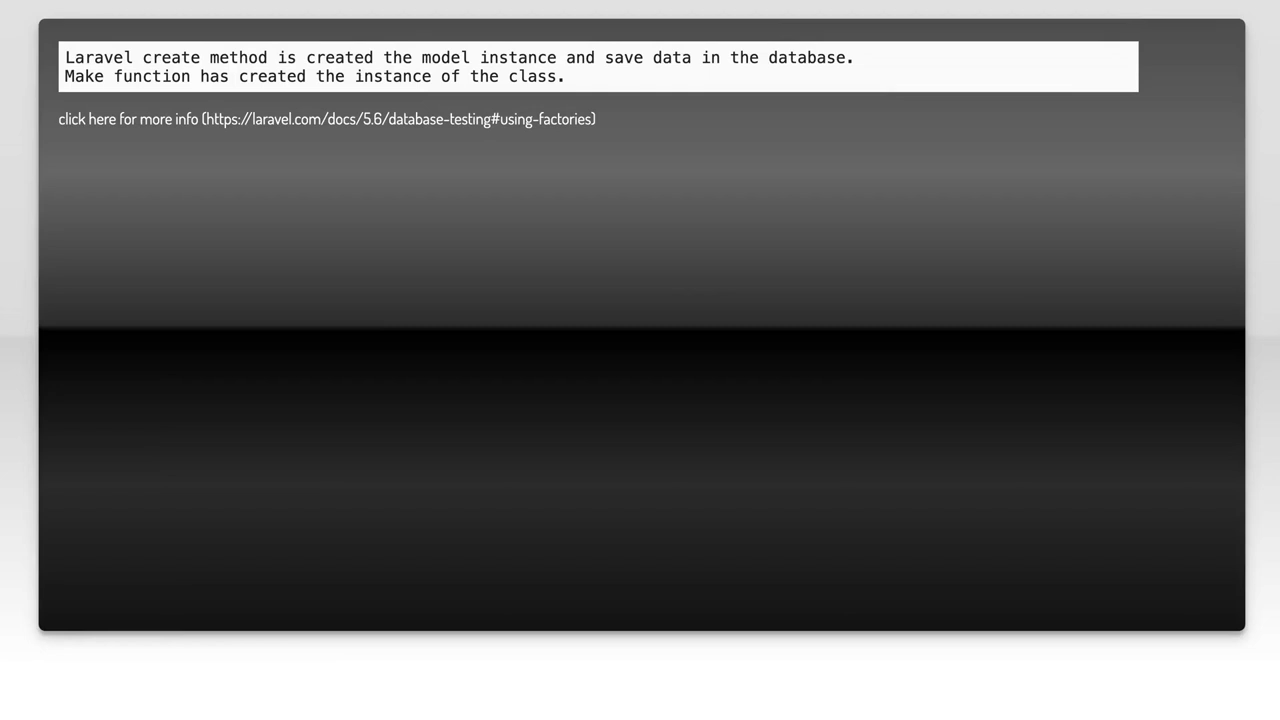 Laravel create method is created the model instance and save data in the database.
Make function has created the instance of the class.
click here for more info (https://laravel.com/docs/5.6/database-testing#using-factories)